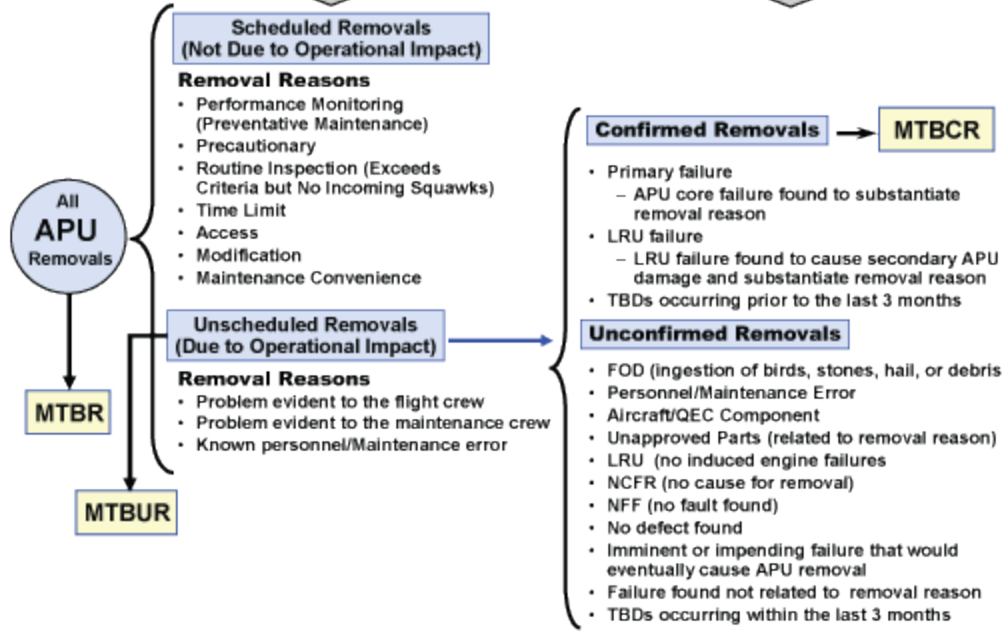 All
APU
Removals
MTBR
MTBUR
Scheduled Removals
(Not Due to Operational Impact)
Removal Reasons
• Performance Monitoring
(Preventative Maintenance)
• Precautionary
• Routine Inspection (Exceeds
Criteria but No Incoming Squawks)
• Time Limit
• Access
• Modification
• Maintenance Convenience
Unscheduled Removals
(Due to Operational Impact)
Removal Reasons
• Problem evident to the flight crew
• Problem evident to the maintenance crew
• Known personnel/Maintenance error
Confirmed Removals
MTBCR
• Primary failure
– APU core failure found to substantiate
removal reason
• LRU failure
– LRU failure found to cause secondary APU
damage and substantiate removal reason
• TBDs occurring prior to the last 3 months
Unconfirmed Removals
• FOD (ingestion of birds, stones, hail, or debris
• Personnel/Maintenance Error
• Aircraft/QEC Component
• Unapproved Parts (related to removal reason)
• LRU (no induced engine failures
• NCFR (no cause for removal)
• NFF (no fault found)
• No defect found
• Imminent or impending failure that would
eventually cause APU removal
• Failure found not related to removal reason
• TBDs occurring within the last 3 months